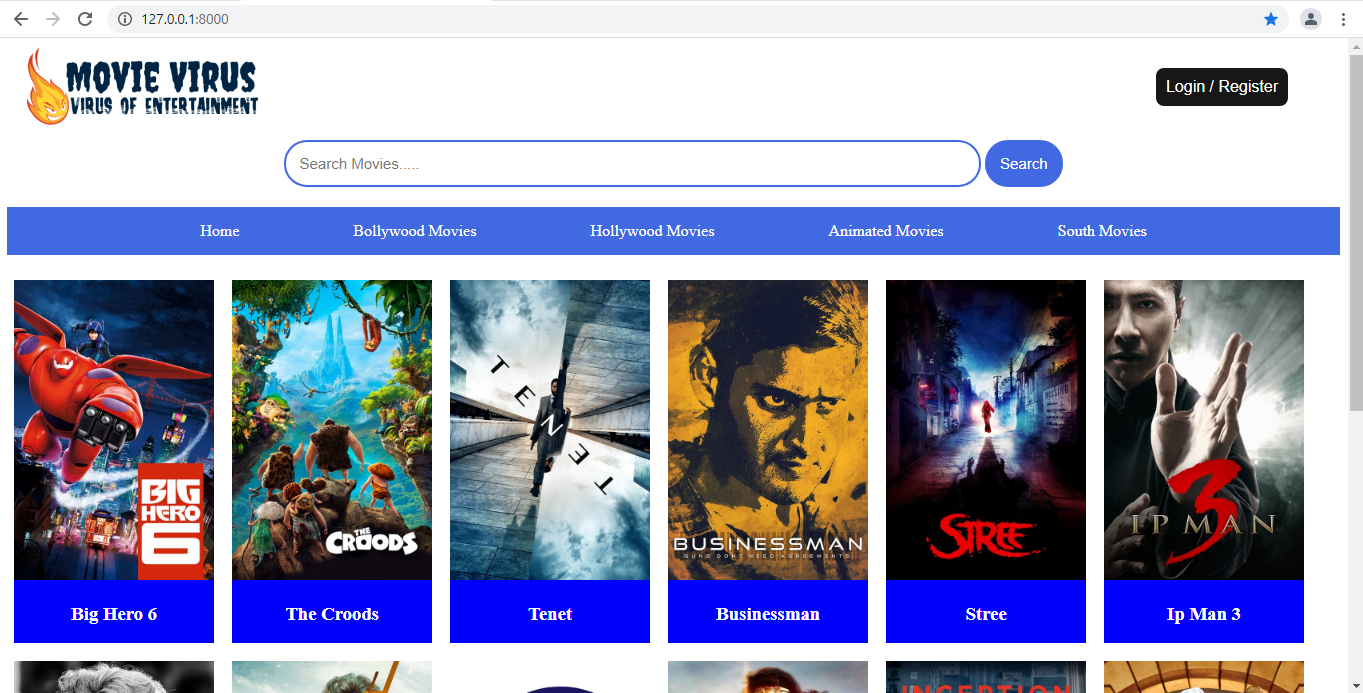 127.0.0.1:8000
MOVIE VIRUS
VIRUS OF ENTERTAINMENT
Login / Register
Search Movies.....
Search
Home
Bollywood Movies
Hollywood Movies
Animated Movies
South Movies
BIG
HERO
6
THE
CROODS
TENET
BUSINESSMAN
GUNS DONT NEED AGREEMENTS
MISSING
STREE
3
IP MAN
Big Hero 6
The Croods
Tenet
Businessman
Stree
Ip Man 3
INCEPTION